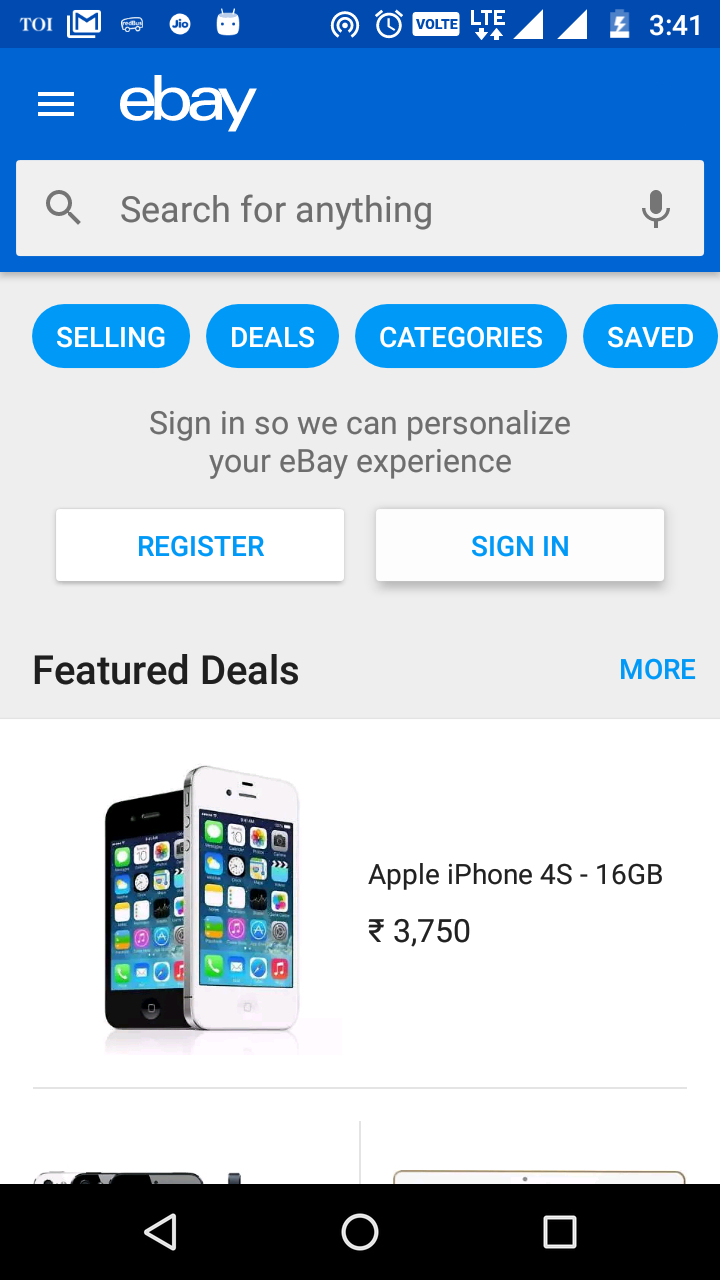 TOI redBus Jio VOLTE LTE 3:41
ebay
Search for anything
SELLING DEALS CATEGORIES SAVED
Sign in so we can personalize
your eBay experience
REGISTER SIGN IN
Featured Deals MORE
Apple iPhone 4S - 16GB
₹ 3,750